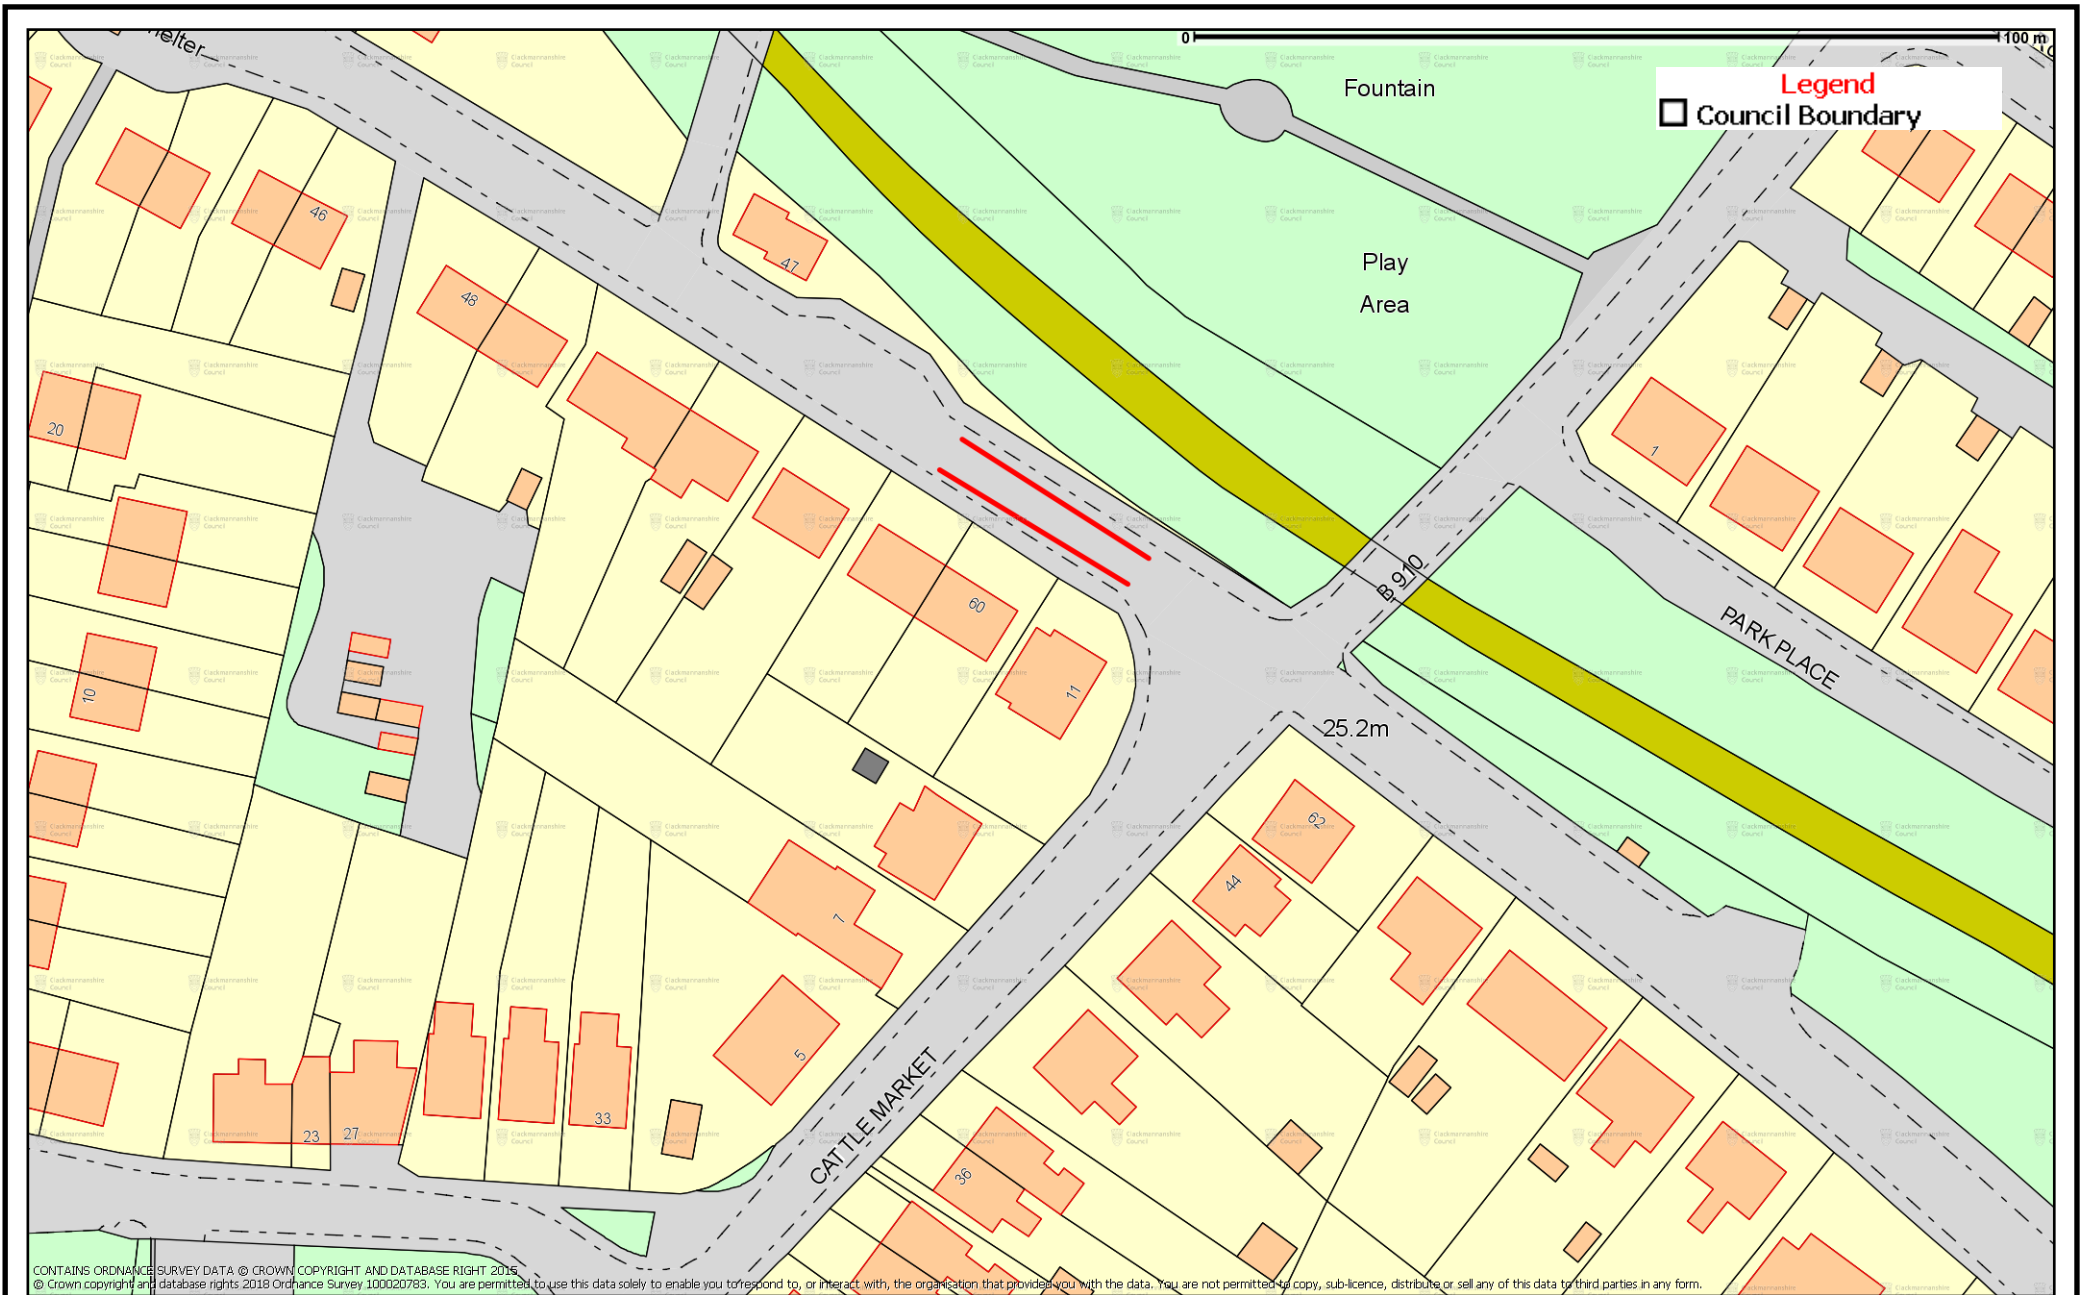 helter
0 100 m
Legend
Council Boundary
Fountain
46
47
48
Play
Area
20
1
B 910
60
PARK PLACE
11
10
25.2m
62
44
7
5
CATTLE MARKET
33
23
27
36
CONTAINS ORDNANCE SURVEY DATA © CROWN COPYRIGHT AND DATABASE RIGHT 2015
© Crown copyright and database rights 2018 Ordnance Survey 100020783. You are permitted to use this data solely to enable you to respond to, or interact with, the organisation that provided you with the data. You are not permitted to copy, sub-licence, distribute or sell any of this data to third parties in any form.
Clackmannanshire
Council